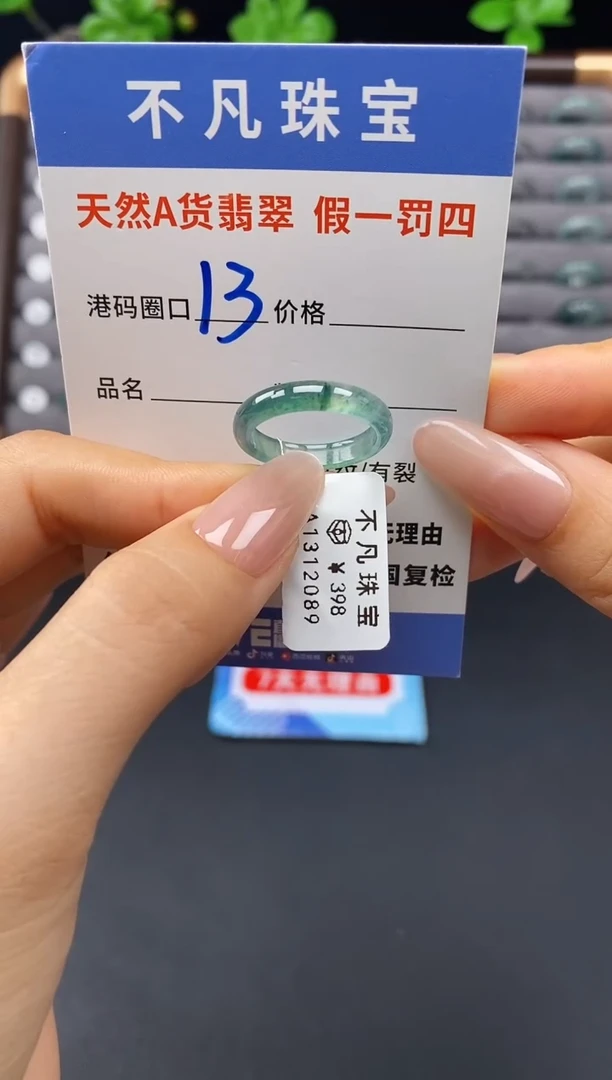 不凡珠宝
天然A货翡翠 假一罚四
港码圈口 13 价格
品名
/有裂
理由
复检
不凡珠宝
¥398
A1312089